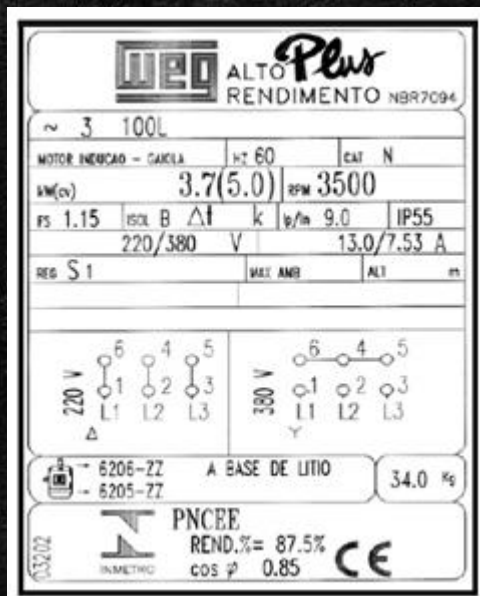 WEG
ALTO Plus
RENDIMENTO NBR7094
~ 3 100L
MOTOR INDUCAO - GAIOLA HZ 60 CAT N
kW(cv) 3.7(5.0) RPM 3500
FS 1.15 ISOL B Δt k Ip/In 9.0 IP55
220/380 V 13.0/7.53 A
REG S1 MAX AMB ALT m
220 V 6 4 5 380 V 6 4 5
1 2 3 1 2 3
L1 L2 L3 L1 L2 L3
Δ Y
6206-ZZ A BASE DE LITIO
6205-ZZ 34.0 Kg
03202 PNCEE
REND.%= 87.5%
INMETRO cos φ 0.85 CE